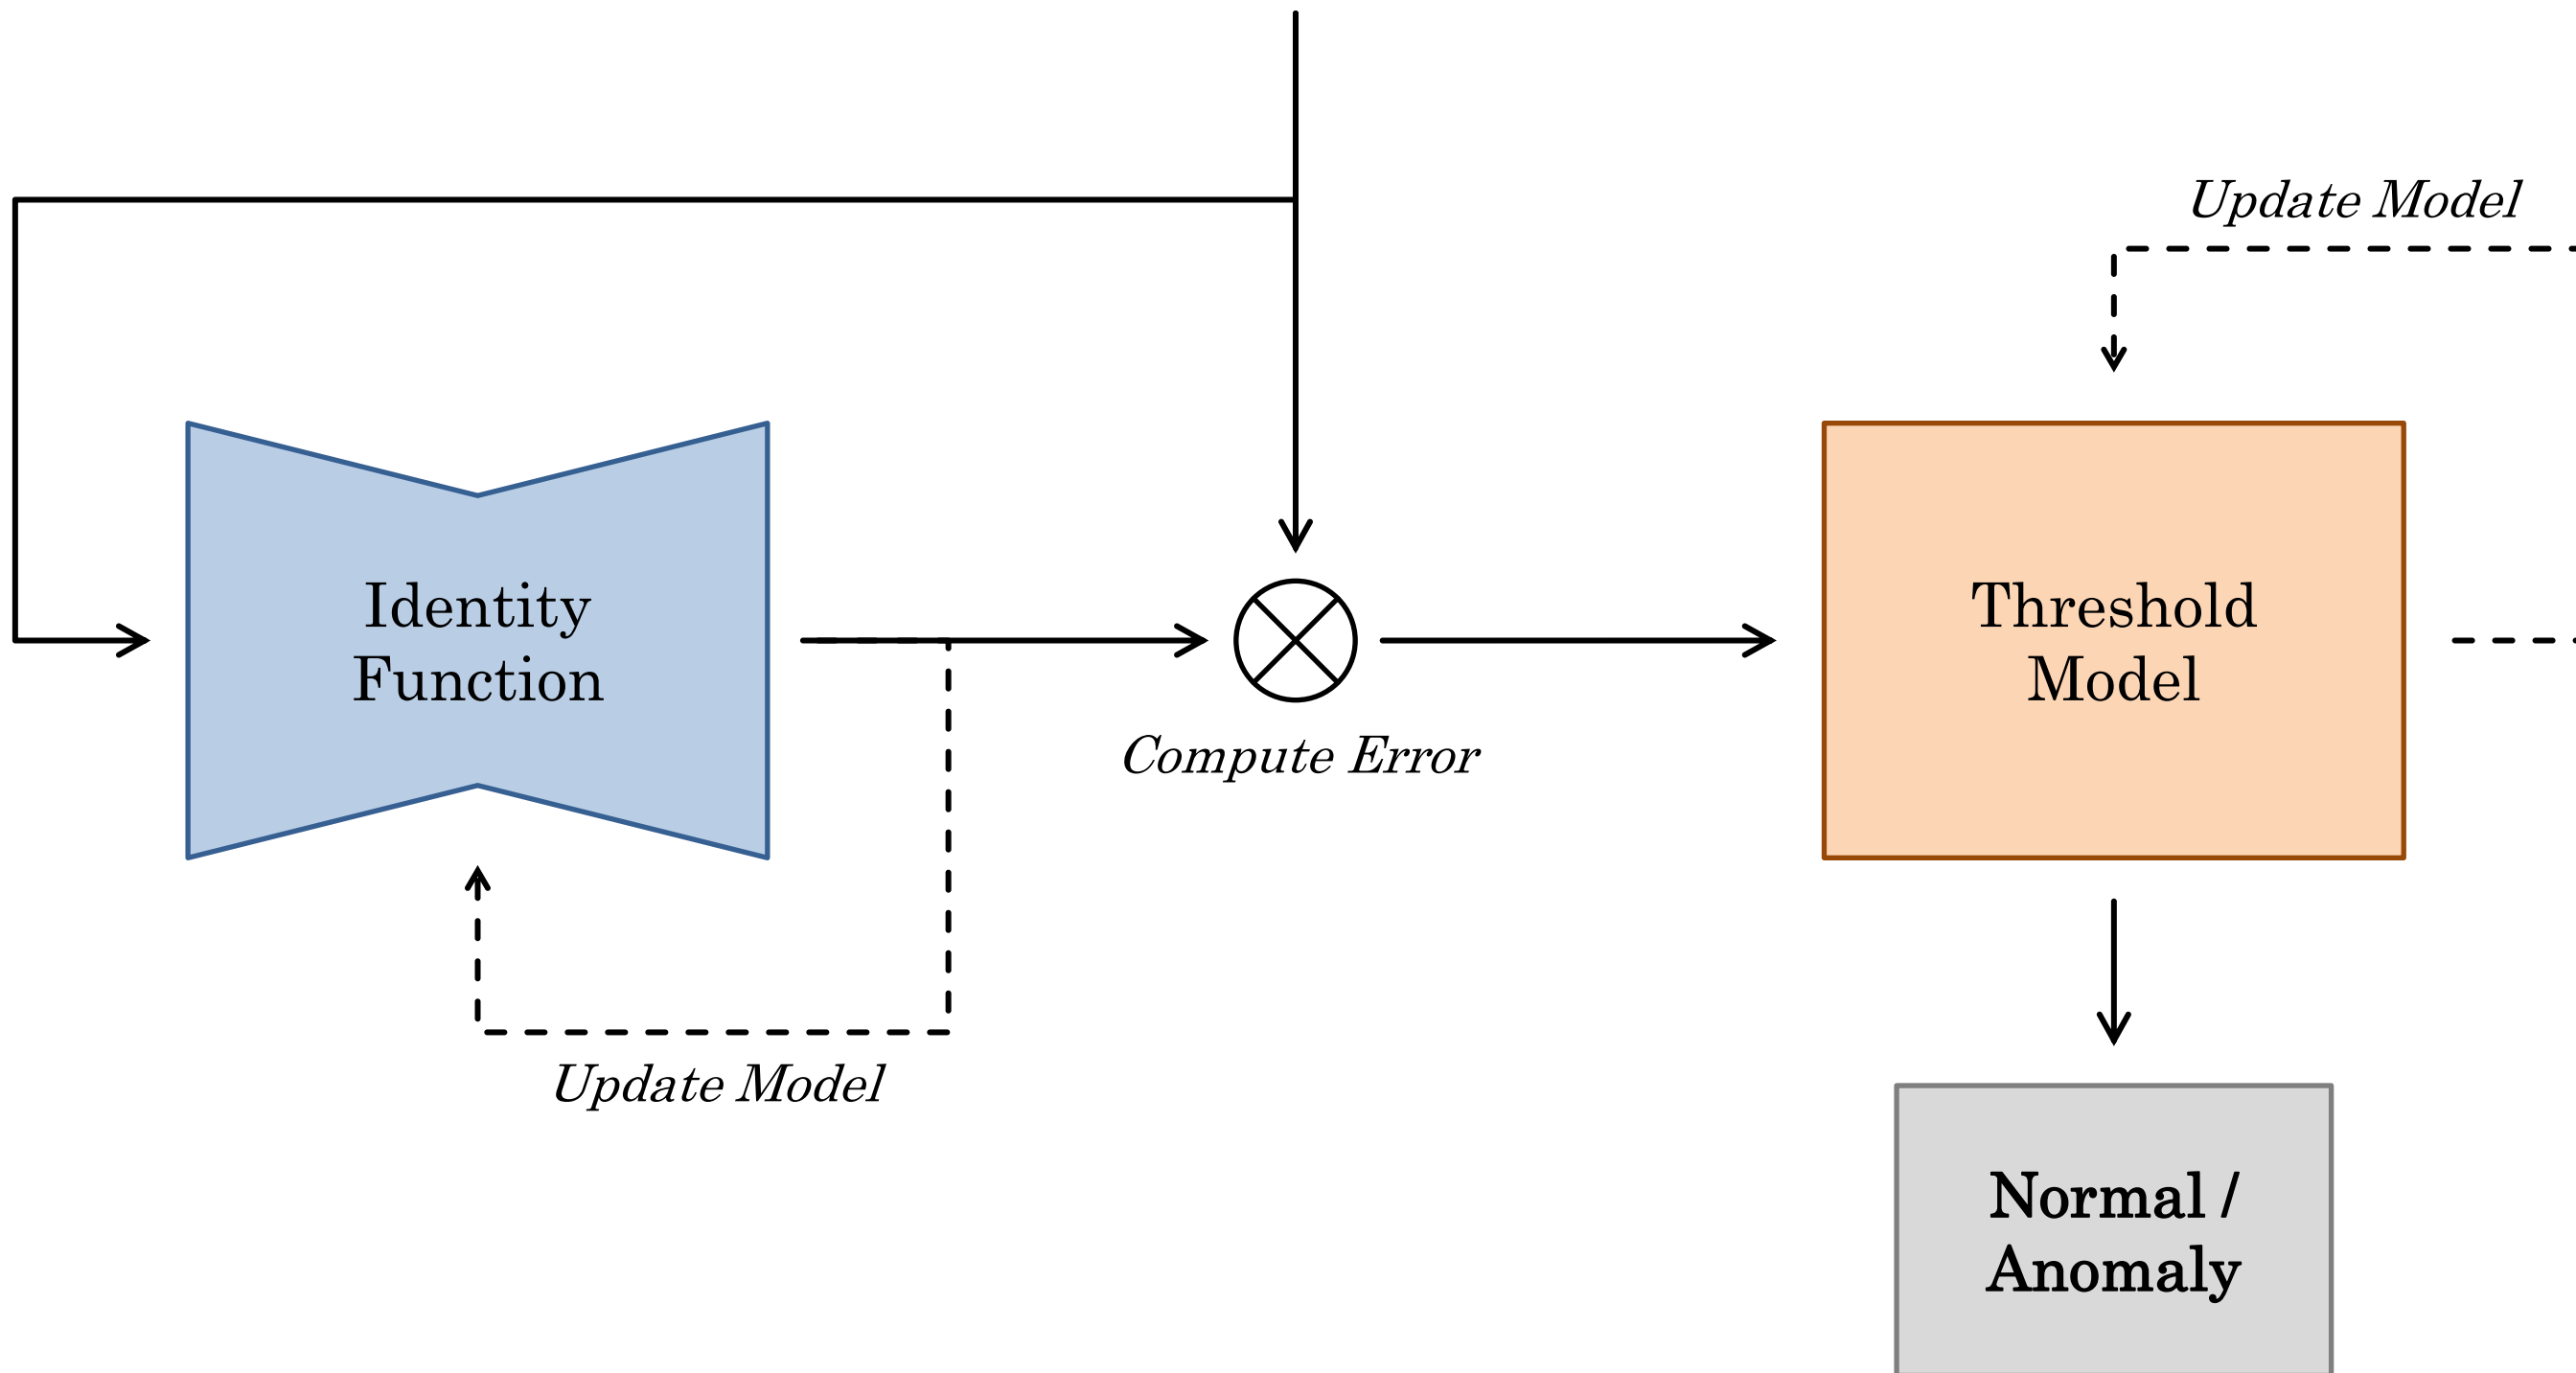 Update Model
Identity
Function
Threshold
Model
Compute Error
Update Model
Normal /
Anomaly